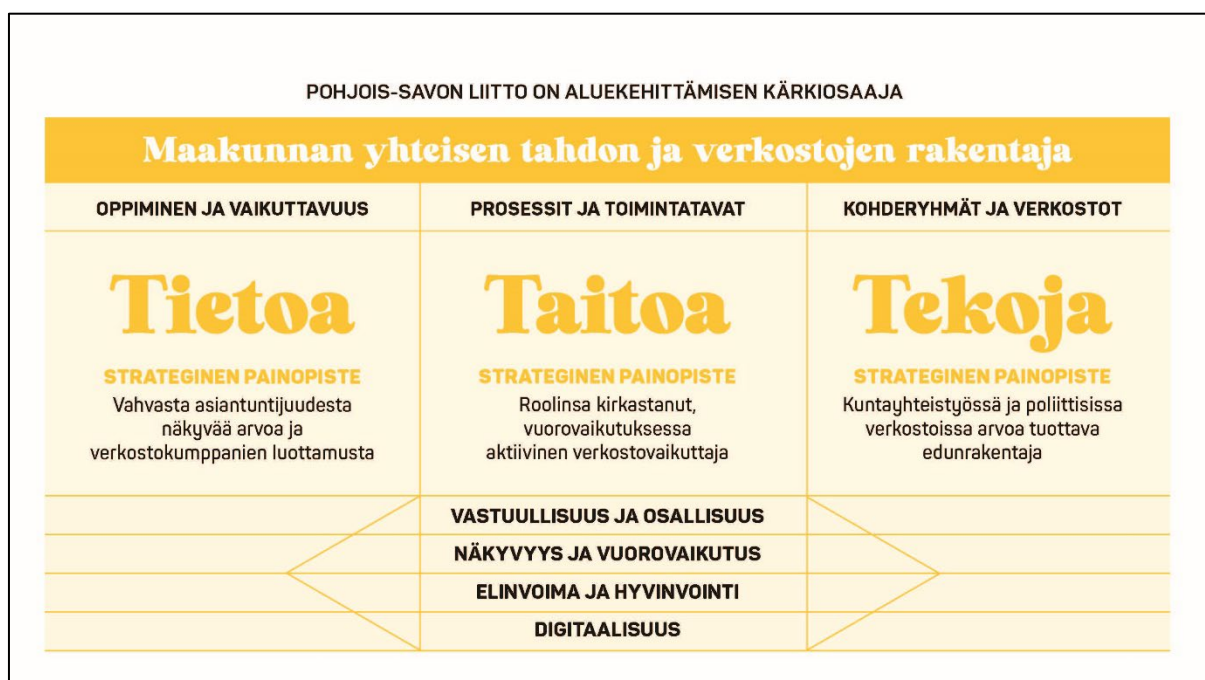 POHJOIS-SAVON LIITTO ON ALUEKEHITTÄMISEN KÄRKIOSAAJA
Maakunnan yhteisen tahdon ja verkostojen rakentaja
OPPIMINEN JA VAIKUTTAVUUS
PROSESSIT JA TOIMINTATAVAT
KOHDERYHMÄT JA VERKOSTOT
Tietoa
STRATEGINEN PAINOPISTE
Vahvasta asiantuntijuudesta
näkyvää arvoa ja
verkostokumppanien luottamusta
Taitoa
STRATEGINEN PAINOPISTE
Roolinsa kirkastanut,
vuorovaikutuksessa
aktiivinen verkostovaikuttaja
Tekoja
STRATEGINEN PAINOPISTE
Kuntayhteistyössä ja poliittisissa
verkostoissa arvoa tuottava
edunrakentaja
VASTUULLISUUS JA OSALLISUUS
NÄKYVYYS JA VUOROVAIKUTUS
ELINVOIMA JA HYVINVOINTI
DIGITAALISUUS